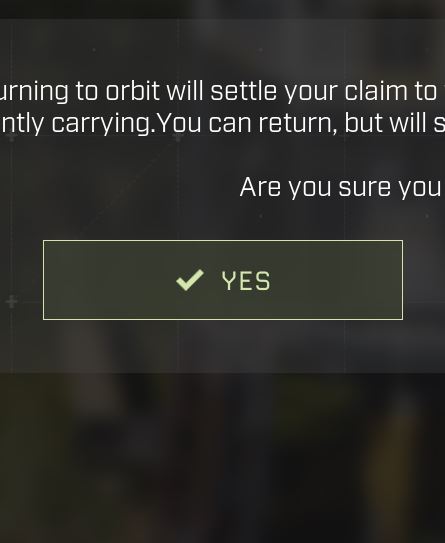 urning to orbit will settle your claim to
ntly carrying.You can return, but will s
Are you sure you
YES